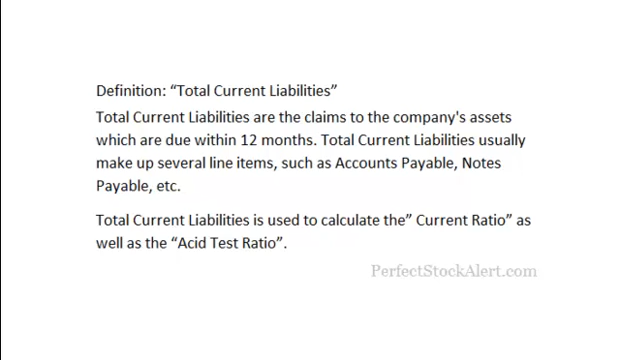 Definition: “Total Current Liabilities”
Total Current Liabilities are the claims to the company's assets
which are due within 12 months. Total Current Liabilities usually
make up several line items, such as Accounts Payable, Notes
Payable, etc.
Total Current Liabilities is used to calculate the” Current Ratio” as
well as the “Acid Test Ratio”.
PerfectStockAlert.com